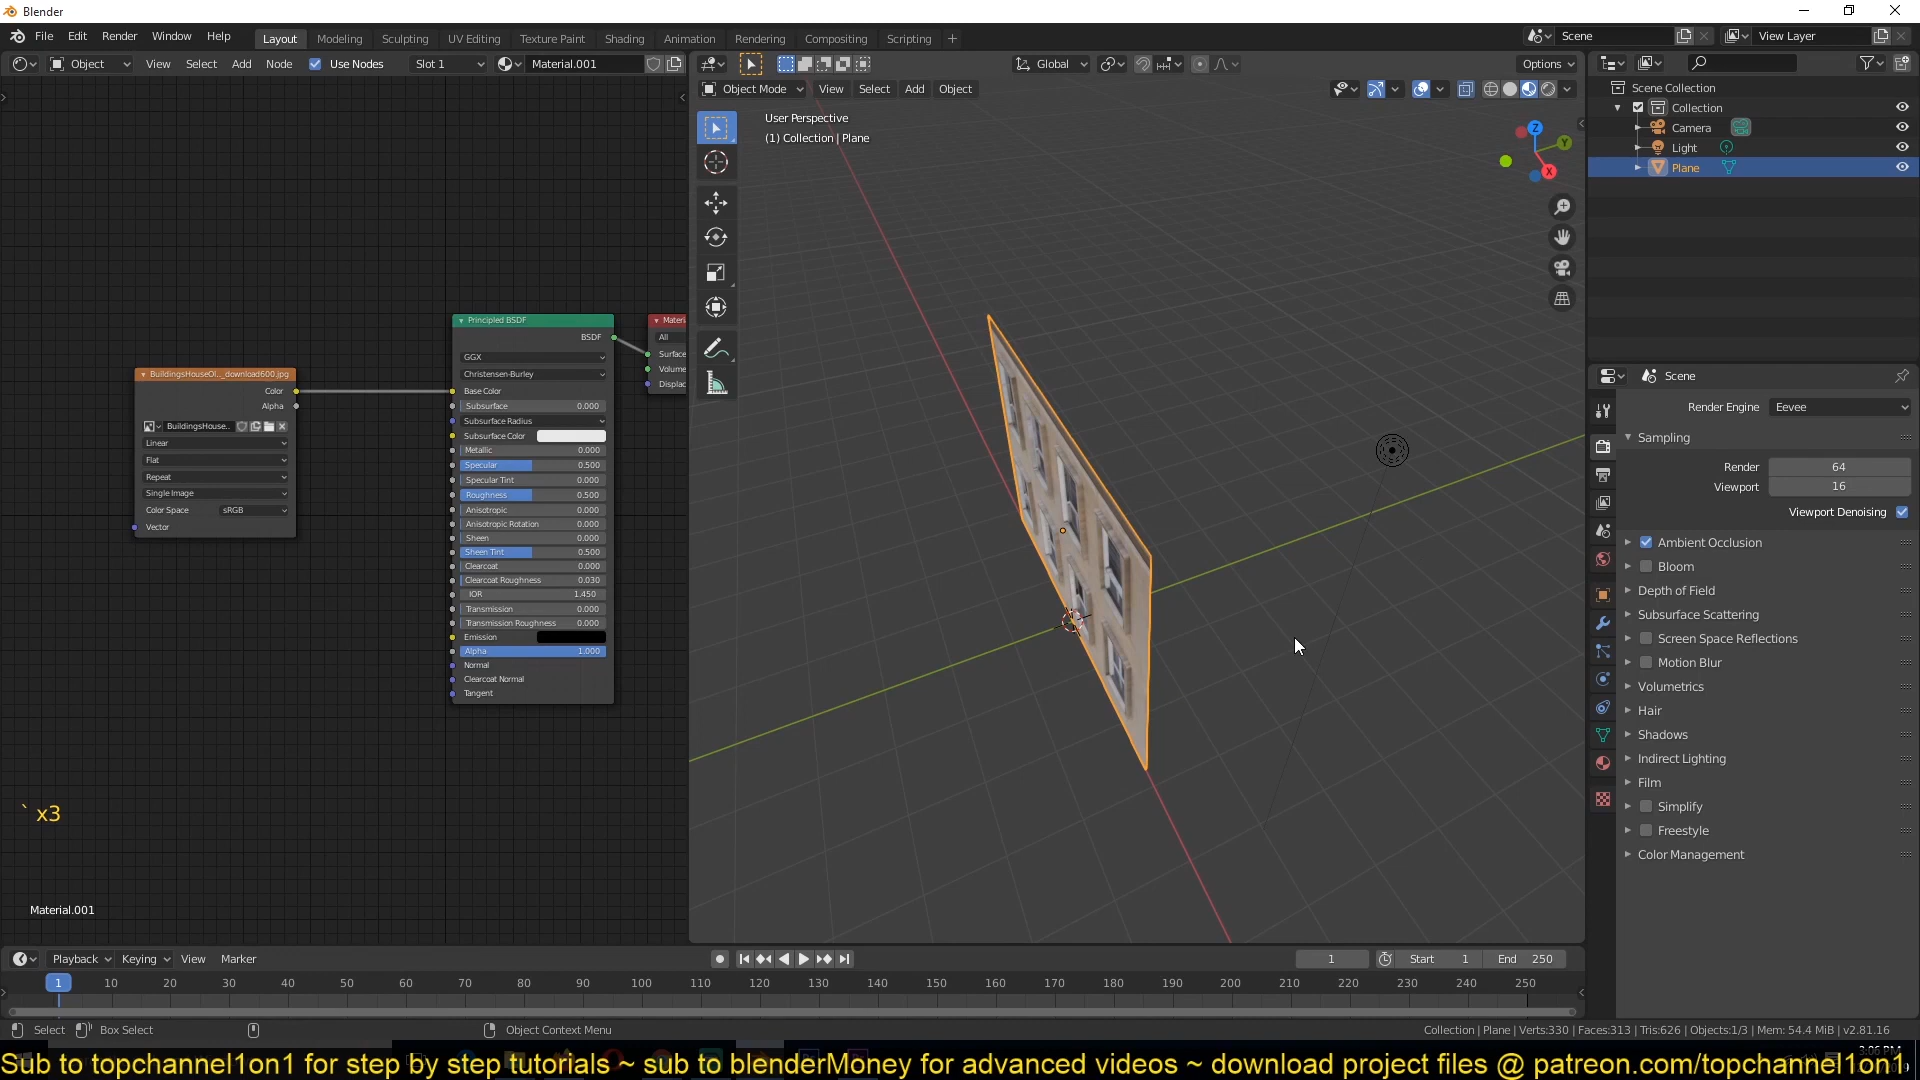 Blender
File Edit Render Window Help
Layout Modeling Sculpting UV Editing Texture Paint Shading Animation Rendering Compositing Scripting +
Scene
View Layer
Object View Select Add Node Use Nodes Slot 1 Material.001
Global
Options
Object Mode View Select Add Object
User Perspective
(1) Collection | Plane
Z
Y
X
Scene Collection
Collection
Camera
Light
Plane
BuildingsHouseOl..._download600.jpg
Color
Alpha
BuildingsHouse..
Linear
Flat
Repeat
Single Image
Color Space sRGB
Vector
Principled BSDF
BSDF
GGX
Christensen-Burley
Base Color
Subsurface 0.000
Subsurface Radius
Subsurface Color
Metallic 0.000
Specular 0.500
Specular Tint 0.000
Roughness 0.500
Anisotropic 0.000
Anisotropic Rotation 0.000
Sheen 0.000
Sheen Tint 0.500
Clearcoat 0.000
Clearcoat Roughness 0.030
IOR 1.450
Transmission 0.000
Transmission Roughness 0.000
Emission
Alpha 1.000
Normal
Clearcoat Normal
Tangent
Materi
All
Surface
Volume
Displac
` x3
Material.001
Scene
Render Engine Eevee
Sampling
Render 64
Viewport 16
Viewport Denoising
Ambient Occlusion
Bloom
Depth of Field
Subsurface Scattering
Screen Space Reflections
Motion Blur
Volumetrics
Hair
Shadows
Indirect Lighting
Film
Simplify
Freestyle
Color Management
Playback Keying View Marker
1 Start 1 End 250
1 10 20 30 40 50 60 70 80 90 100 110 120 130 140 150 160 170 180 190 200 210 220 230 240 250
Select Box Select Object Context Menu
Collection | Plane | Verts:330 | Faces:313 | Tris:626 | Objects:1/3 | Mem: 54.4 MiB | v2.81.16
Sub to topchannel1on1 for step by step tutorials ~ sub to blenderMoney for advanced videos ~ download project files @ patreon.com/topchannel1on1
3:06 PM